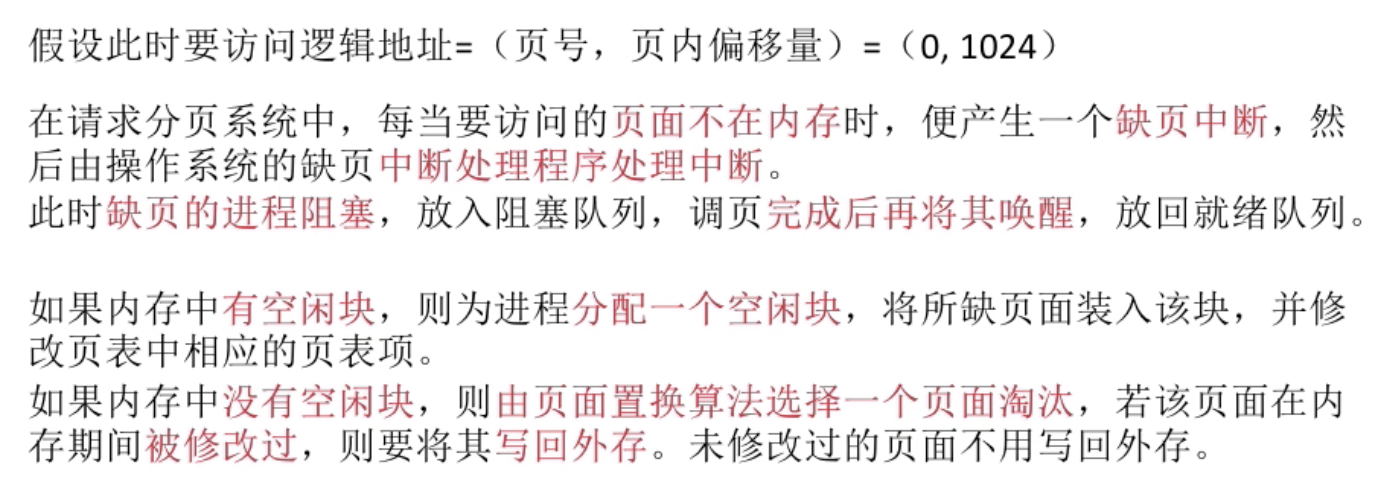 假设此时要访问逻辑地址=（页号，页内偏移量）=（0, 1024）
在请求分页系统中，每当要访问的页面不在内存时，便产生一个缺页中断，然
后由操作系统的缺页中断处理程序处理中断。
此时缺页的进程阻塞，放入阻塞队列，调页完成后再将其唤醒，放回就绪队列。
如果内存中有空闲块，则为进程分配一个空闲块，将所缺页面装入该块，并修
改页表中相应的页表项。
如果内存中没有空闲块，则由页面置换算法选择一个页面淘汰，若该页面在内
存期间被修改过，则要将其写回外存。未修改过的页面不用写回外存。